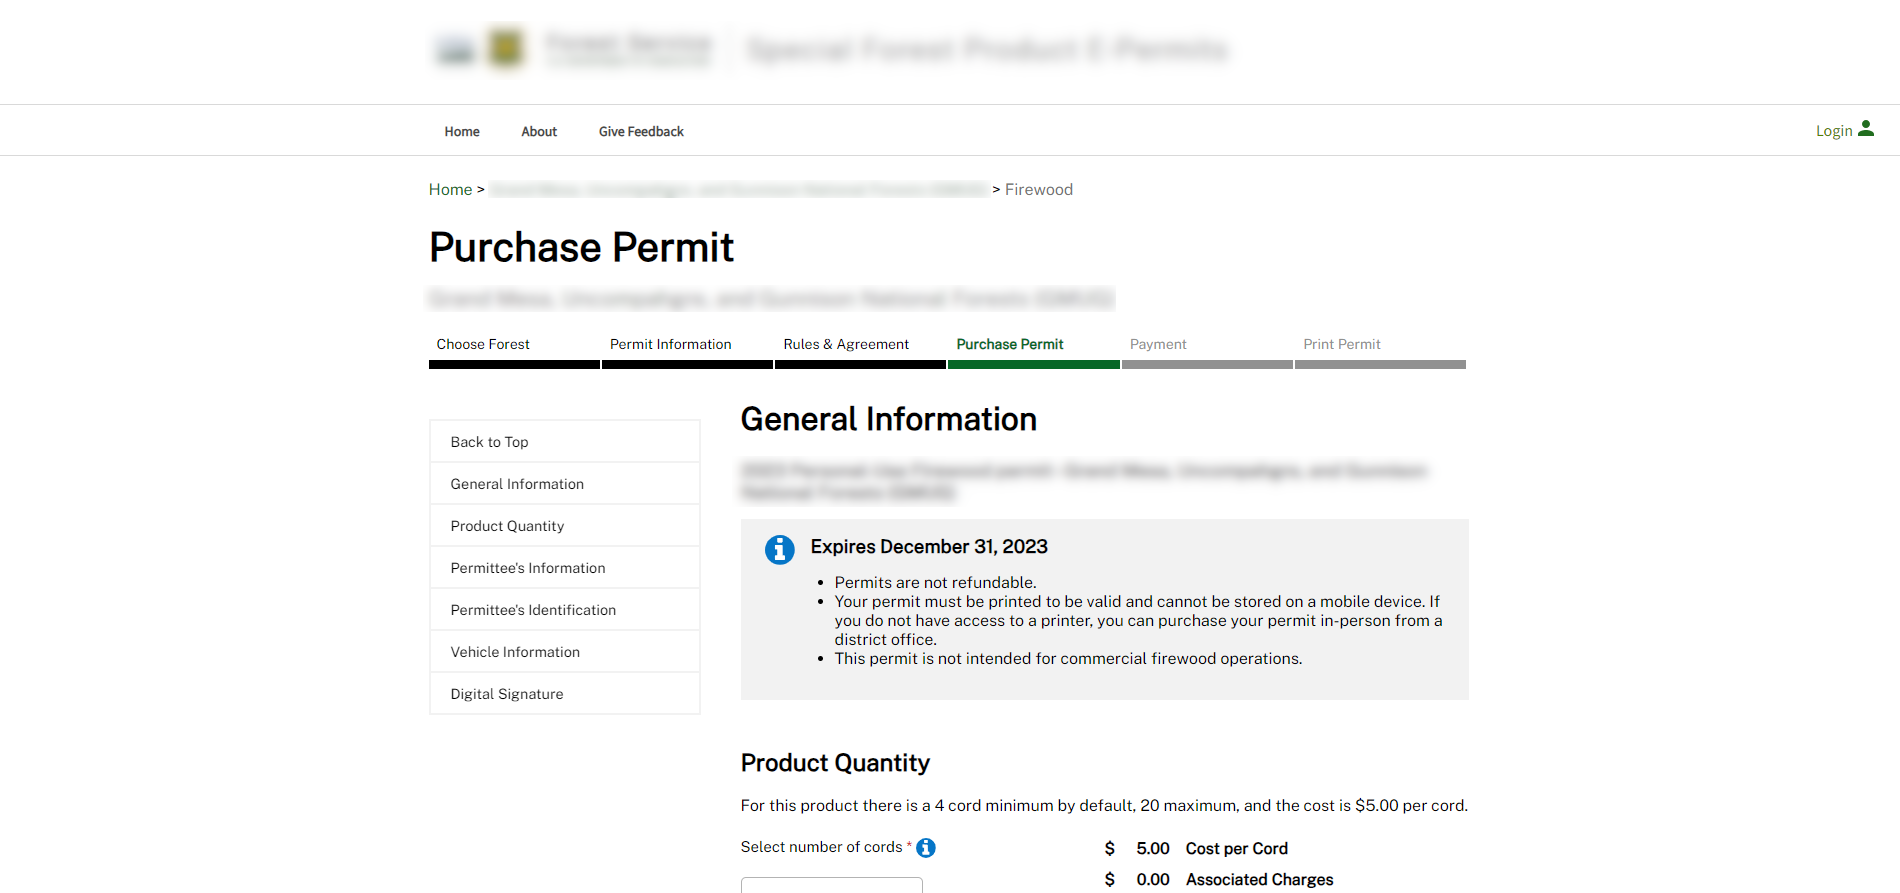 Home About Give Feedback Login
Home > > Firewood
Purchase Permit
Choose Forest Permit Information Rules & Agreement Purchase Permit Payment Print Permit
Back to Top
General Information
Product Quantity
Permittee's Information
Permittee's Identification
Vehicle Information
Digital Signature
General Information
Expires December 31, 2023
• Permits are not refundable.
• Your permit must be printed to be valid and cannot be stored on a mobile device. If
you do not have access to a printer, you can purchase your permit in-person from a
district office.
• This permit is not intended for commercial firewood operations.
Product Quantity
For this product there is a 4 cord minimum by default, 20 maximum, and the cost is $5.00 per cord.
Select number of cords *
$ 5.00 Cost per Cord
$ 0.00 Associated Charges